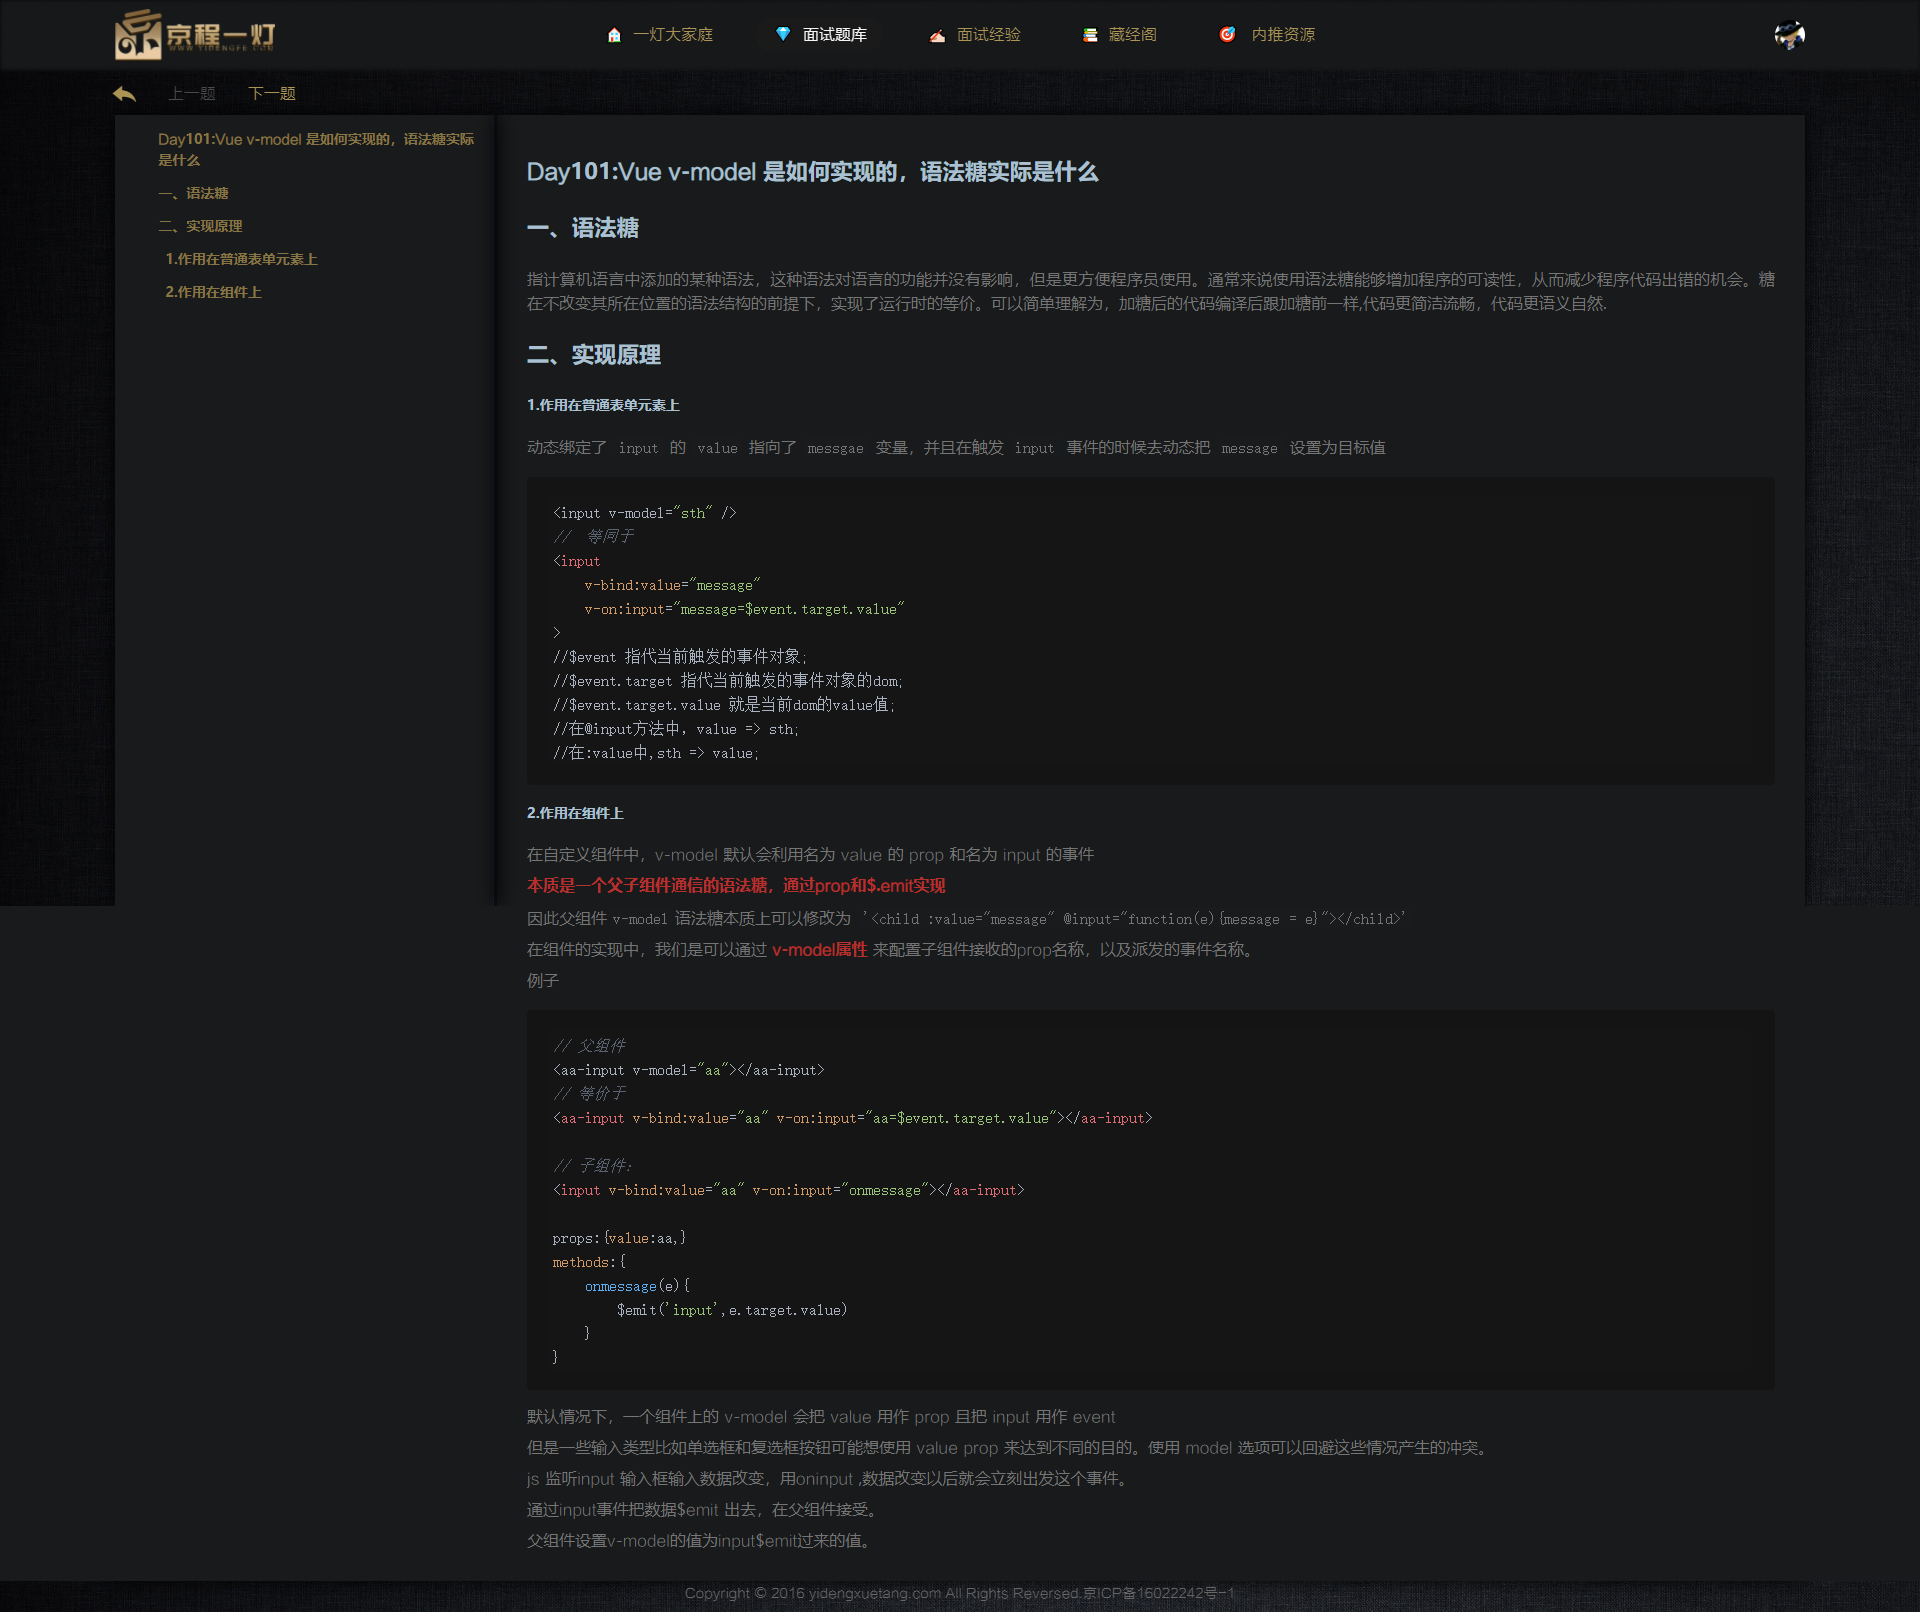 京程一灯
WWW.YIDENGFE.COM
一灯大家庭
面试题库
面试经验
藏经阁
内推资源
上一题
下一题
Day101:Vue v-model 是如何实现的，语法糖实际
是什么
一、语法糖
二、实现原理
1.作用在普通表单元素上
2.作用在组件上
Day101:Vue v-model 是如何实现的，语法糖实际是什么
一、语法糖
指计算机语言中添加的某种语法，这种语法对语言的功能并没有影响，但是更方便程序员使用。通常来说使用语法糖能够增加程序的可读性，从而减少程序代码出错的机会。糖
在不改变其所在位置的语法结构的前提下，实现了运行时的等价。可以简单理解为，加糖后的代码编译后跟加糖前一样,代码更简洁流畅，代码更语义自然.
二、实现原理
1.作用在普通表单元素上
动态绑定了 input 的 value 指向了 messgae 变量，并且在触发 input 事件的时候去动态把 message 设置为目标值
<input v-model="sth" />
//  等同于
<input
    v-bind:value="message"
    v-on:input="message=$event.target.value"
>
//$event 指代当前触发的事件对象;
//$event.target 指代当前触发的事件对象的dom;
//$event.target.value 就是当前dom的value值;
//在@input方法中，value => sth;
//在:value中,sth => value;
2.作用在组件上
在自定义组件中，v-model 默认会利用名为 value 的 prop 和名为 input 的事件
本质是一个父子组件通信的语法糖，通过prop和$.emit实现
因此父组件 v-model 语法糖本质上可以修改为 '<child :value="message" @input="function(e){message = e}"></child>'
在组件的实现中，我们是可以通过 v-model属性 来配置子组件接收的prop名称，以及派发的事件名称。
例子
// 父组件
<aa-input v-model="aa"></aa-input>
// 等价于
<aa-input v-bind:value="aa" v-on:input="aa=$event.target.value"></aa-input>
// 子组件:
<input v-bind:value="aa" v-on:input="onmessage"></aa-input>
props:{value:aa,}
methods:{
    onmessage(e){
        $emit('input',e.target.value)
    }
}
默认情况下，一个组件上的 v-model 会把 value 用作 prop 且把 input 用作 event
但是一些输入类型比如单选框和复选框按钮可能想使用 value prop 来达到不同的目的。使用 model 选项可以回避这些情况产生的冲突。
js 监听input 输入框输入数据改变，用oninput ,数据改变以后就会立刻出发这个事件。
通过input事件把数据$emit 出去，在父组件接受。
父组件设置v-model的值为input$emit过来的值。
Copyright © 2016 yidengxuetang.com All Rights Reversed.京ICP备16022242号-1